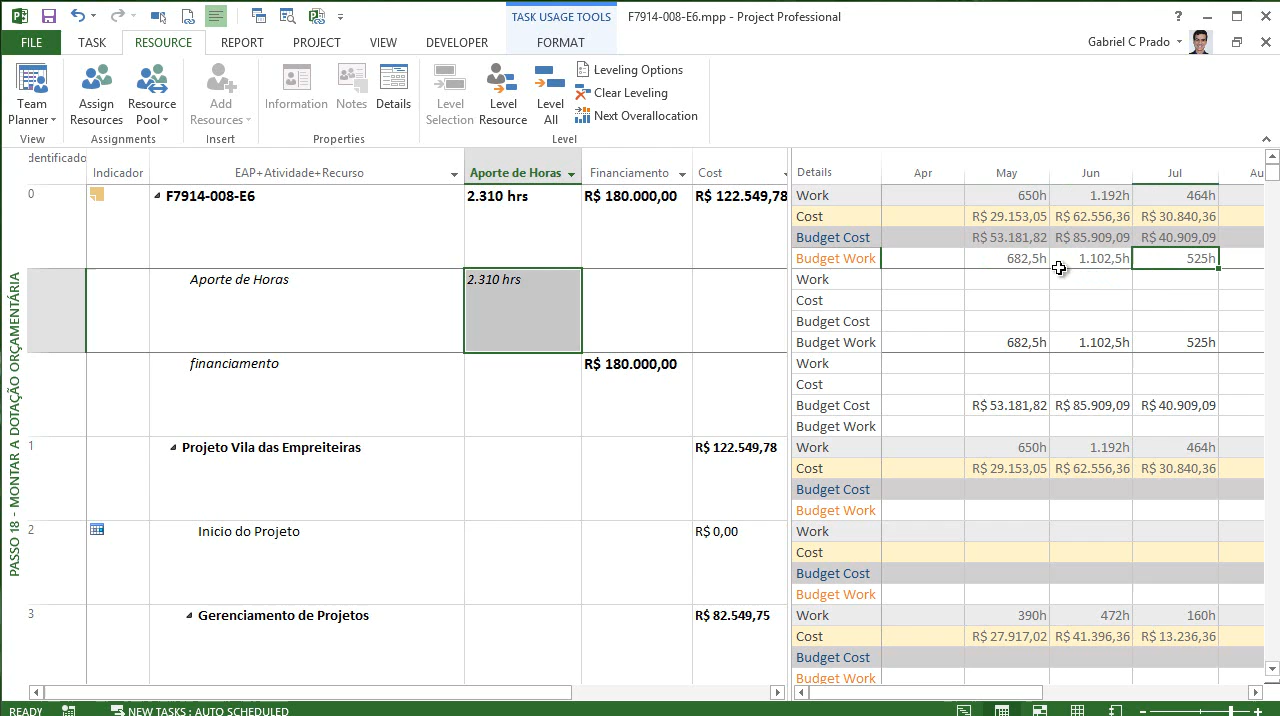 TASK USAGE TOOLS
F7914-008-E6.mpp - Project Professional
FILE
TASK
RESOURCE
REPORT
PROJECT
VIEW
DEVELOPER
FORMAT
Gabriel C Prado
Team Planner
Assign Resources
Resource Pool
Add Resources
Information
Notes
Details
Level Selection
Level Resource
Level All
Leveling Options
Clear Leveling
Next Overallocation
View
Assignments
Insert
Properties
Level
dentificado
Indicador
EAP+Atividade+Recurso
Aporte de Horas
Financiamento
Cost
Details
Apr
May
Jun
Jul
Au
0
F7914-008-E6
2.310 hrs
R$ 180.000,00
R$ 122.549,78
Work 650h 1.192h 464h
Cost R$ 29.153,05 R$ 62.556,36 R$ 30.840,36
Budget Cost R$ 53.181,82 R$ 85.909,09 R$ 40.909,09
Budget Work 682,5h 1.102,5h 525h
Aporte de Horas
2.310 hrs
Work
Cost
Budget Cost
Budget Work 682,5h 1.102,5h 525h
financiamento
R$ 180.000,00
Work
Cost
Budget Cost R$ 53.181,82 R$ 85.909,09 R$ 40.909,09
Budget Work
1
Projeto Vila das Empreiteiras
R$ 122.549,78
Work 650h 1.192h 464h
Cost R$ 29.153,05 R$ 62.556,36 R$ 30.840,36
Budget Cost
Budget Work
2
Inicio do Projeto
R$ 0,00
Work
Cost
Budget Cost
Budget Work
3
Gerenciamento de Projetos
R$ 82.549,75
Work 390h 472h 160h
Cost R$ 27.917,02 R$ 41.396,36 R$ 13.236,36
Budget Cost
Budget Work
PASSO 18 - MONTAR A DOTAÇÃO ORÇAMENTÁRIA
READY
NEW TASKS : AUTO SCHEDULED